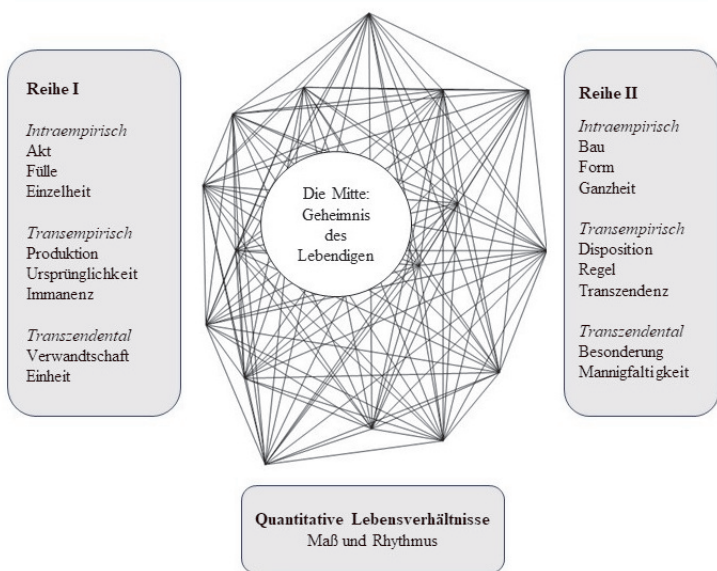 Reihe I
Intraempirisch
Akt
Fülle
Einzelheit
Transempirisch
Produktion
Ursprünglichkeit
Immanenz
Transzendental
Verwandtschaft
Einheit
Die Mitte:
Geheimnis
des
Lebendigen
Reihe II
Intraempirisch
Bau
Form
Ganzheit
Transempirisch
Disposition
Regel
Transzendenz
Transzendental
Besonderung
Mannigfaltigkeit
Quantitative Lebensverhältnisse
Maß und Rhythmus